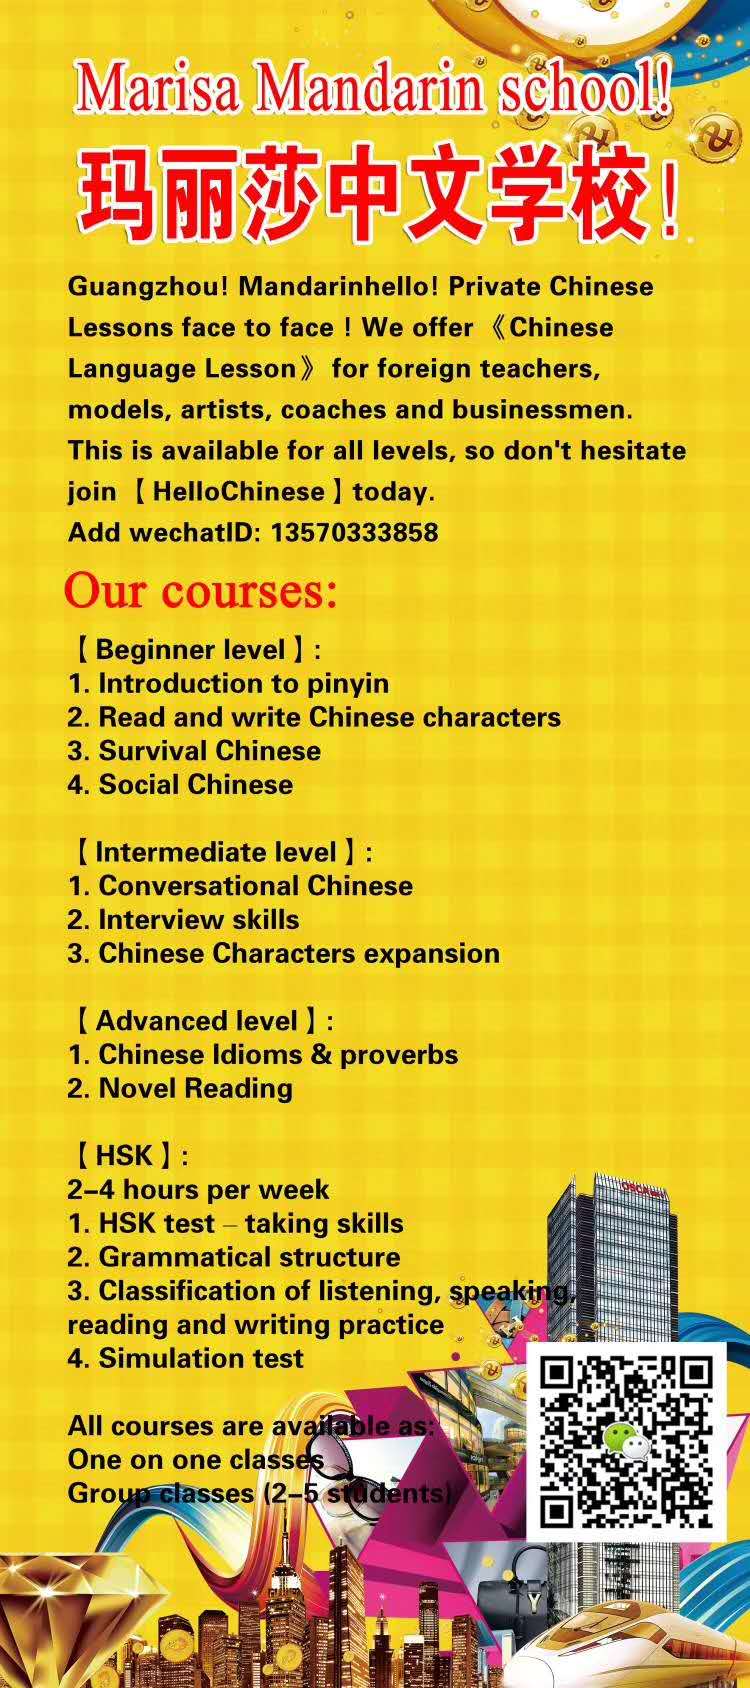 Marisa Mandarin school!
玛丽莎中文学校!
Guangzhou! Mandarinhello! Private Chinese
Lessons face to face ! We offer 《Chinese
Language Lesson》 for foreign teachers,
models, artists, coaches and businessmen.
This is available for all levels, so don't hesitate
join 【HelloChinese】today.
Add wechatID: 13570333858
Our courses:
【Beginner level】:
1. Introduction to pinyin
2. Read and write Chinese characters
3. Survival Chinese
4. Social Chinese
【Intermediate level】:
1. Conversational Chinese
2. Interview skills
3. Chinese Characters expansion
【Advanced level】:
1. Chinese Idioms & proverbs
2. Novel Reading
【HSK】:
2–4 hours per week
1. HSK test – taking skills
2. Grammatical structure
3. Classification of listening, speaking,
reading and writing practice
4. Simulation test
All courses are available as:
One on one classes
Group classes (2–5 students)